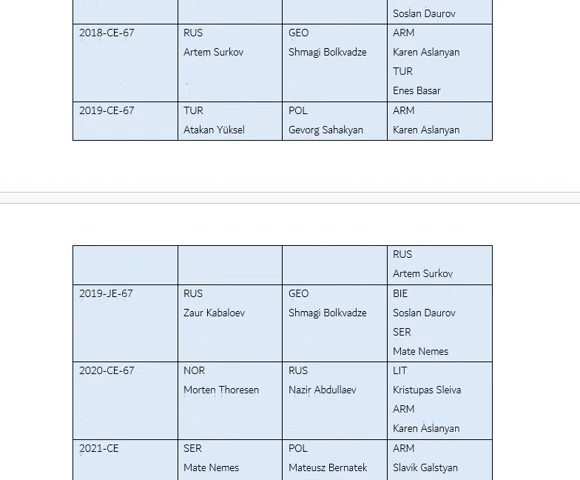 Soslan Daurov
2018-CE-67 RUS GEO ARM
Artem Surkov Shmagi Bolkvadze Karen Aslanyan
TUR
Enes Basar
2019-CE-67 TUR POL ARM
Atakan Yüksel Gevorg Sahakyan Karen Aslanyan
RUS
Artem Surkov
2019-JE-67 RUS GEO BIE
Zaur Kabaloev Shmagi Bolkvadze Soslan Daurov
SER
Mate Nemes
2020-CE-67 NOR RUS LIT
Morten Thoresen Nazir Abdullaev Kristupas Sleiva
ARM
Karen Aslanyan
2021-CE SER POL ARM
Mate Nemes Mateusz Bernatek Slavik Galstyan